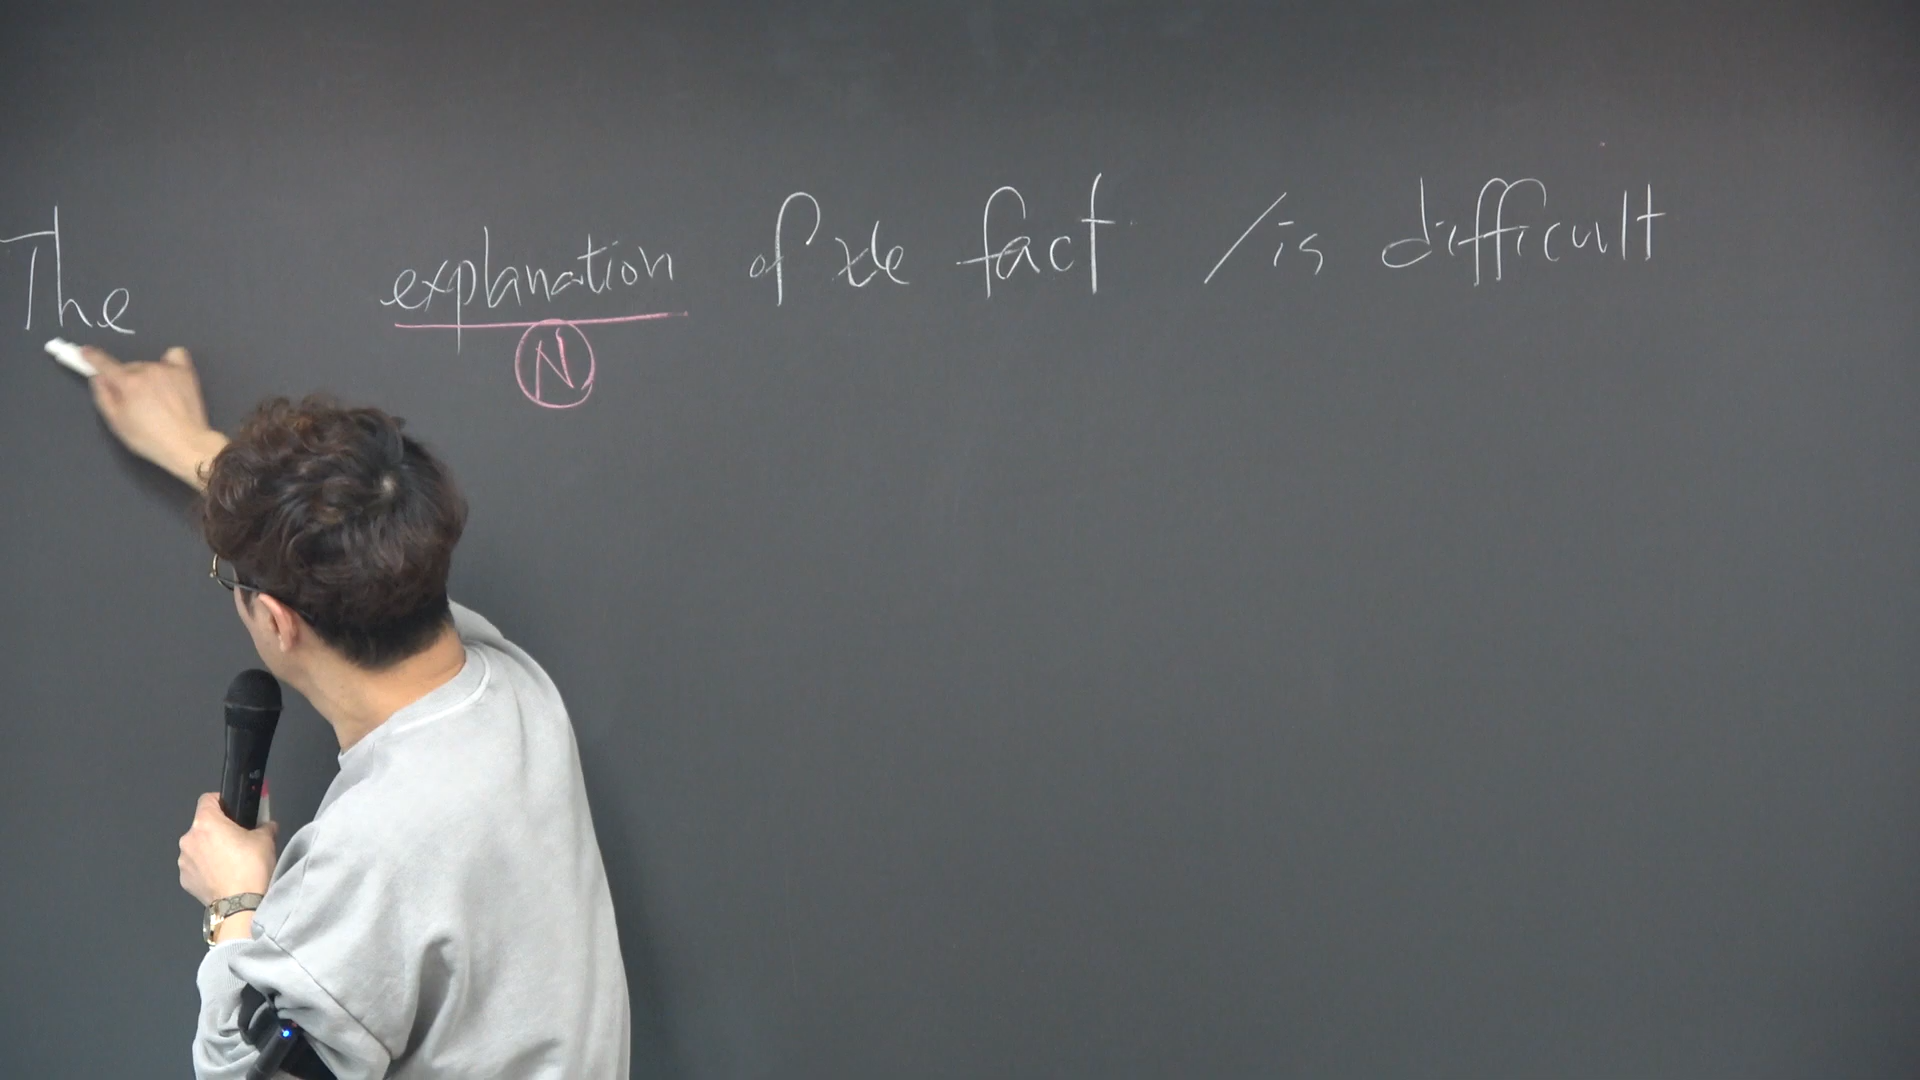 The explanation of the fact / is difficult
N